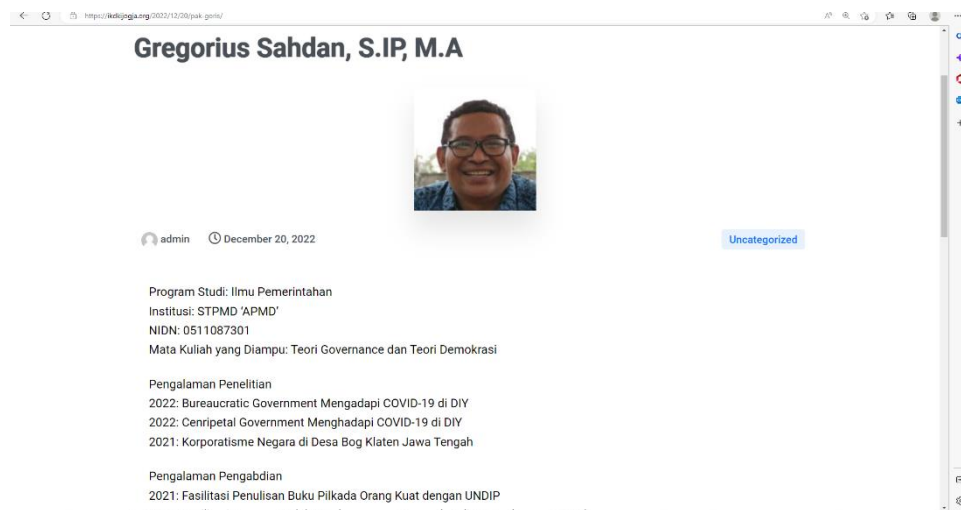 https://ikdkijogja.org/2022/12/20/pak-goris/
Gregorius Sahdan, S.IP, M.A
admin
December 20, 2022
Uncategorized
Program Studi: Ilmu Pemerintahan
Institusi: STPMD 'APMD'
NIDN: 0511087301
Mata Kuliah yang Diampu: Teori Governance dan Teori Demokrasi
Pengalaman Penelitian
2022: Bureaucratic Government Mengadapi COVID-19 di DIY
2022: Cenripetal Government Menghadapi COVID-19 di DIY
2021: Korporatisme Negara di Desa Bog Klaten Jawa Tengah
Pengalaman Pengabdian
2021: Fasilitasi Penulisan Buku Pilkada Orang Kuat dengan UNDIP